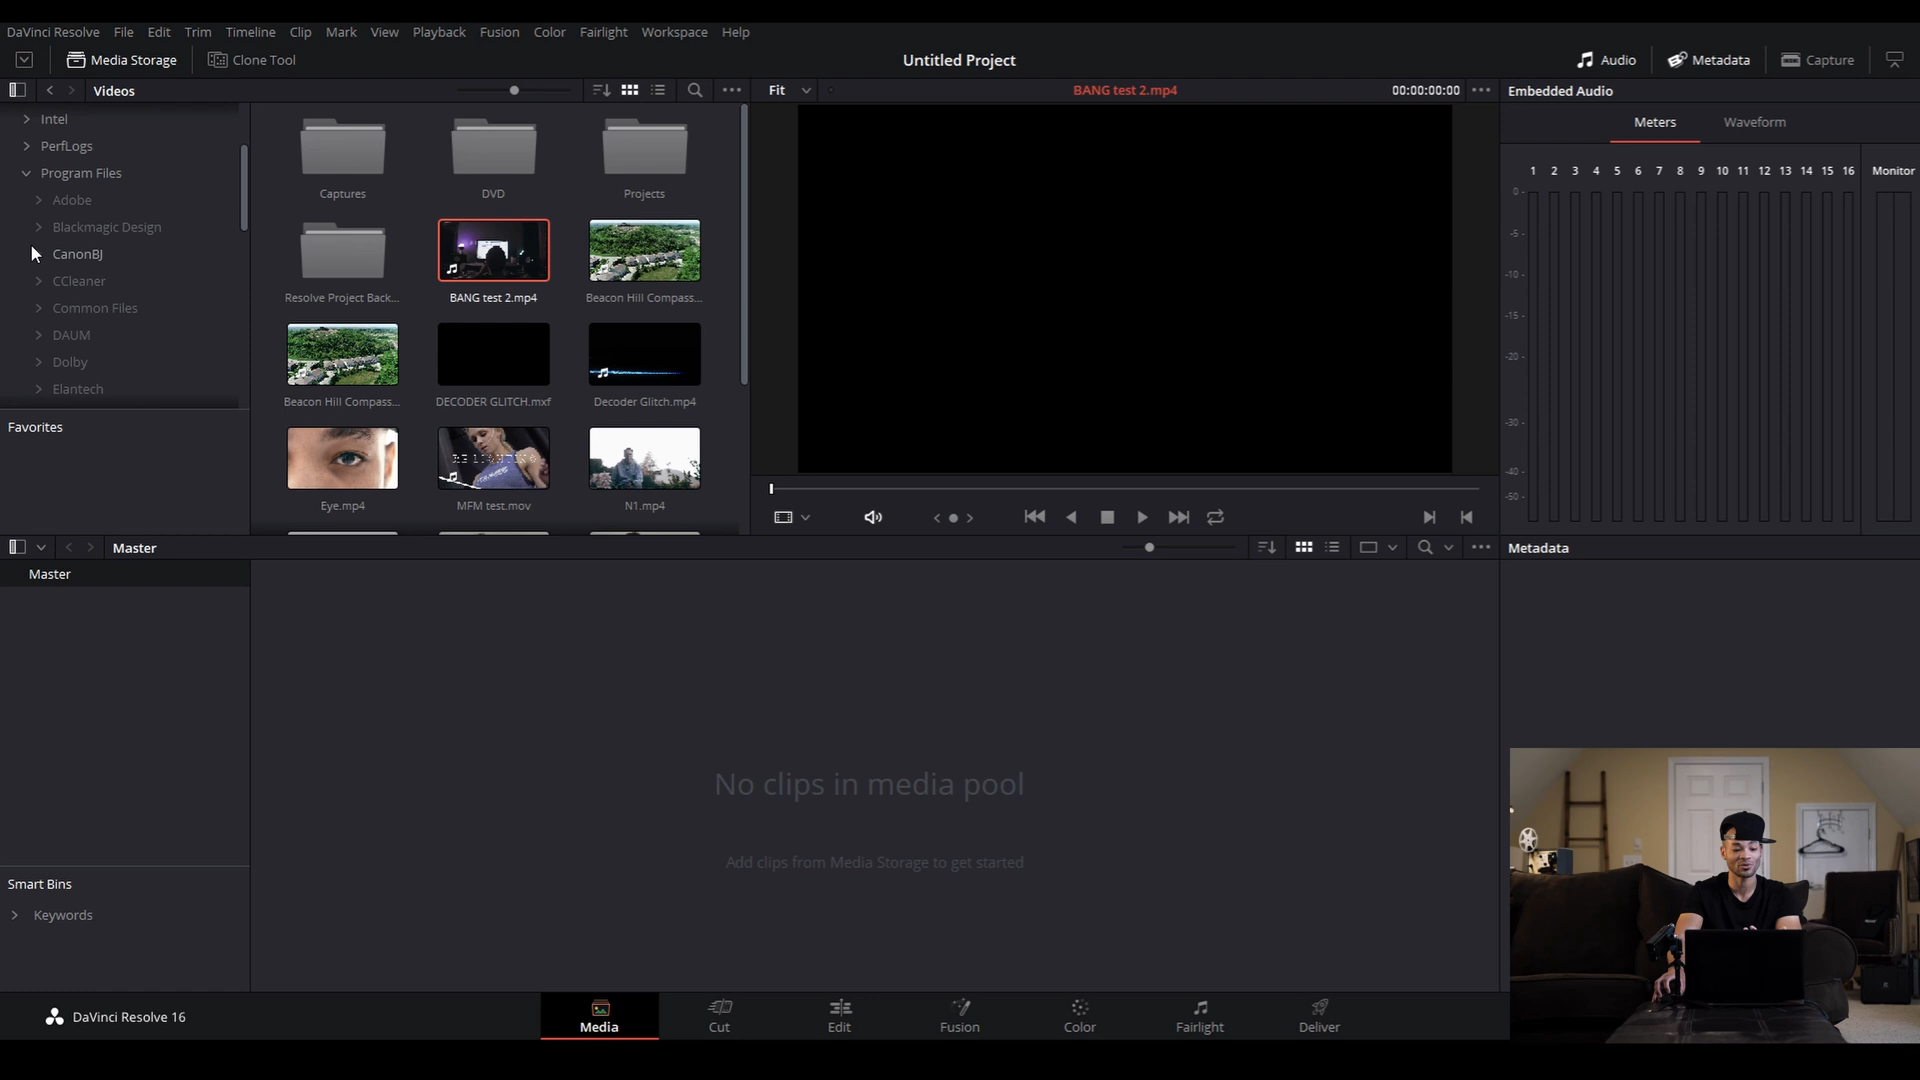 DaVinci Resolve File Edit Trim Timeline Clip Mark View Playback Fusion Color Fairlight Workspace Help
Media Storage Clone Tool Untitled Project Audio Metadata Capture
Videos Fit BANG test 2.mp4 00:00:00:00 Embedded Audio
Intel
PerfLogs
Program Files
Adobe
Blackmagic Design
CanonBJ
CCleaner
Common Files
DAUM
Dolby
Elantech
Favorites
Captures DVD Projects
Resolve Project Back... BANG test 2.mp4 Beacon Hill Compass...
Beacon Hill Compass... DECODER GLITCH.mxf Decoder Glitch.mp4
Eye.mp4 MFM test.mov N1.mp4
Meters Waveform
1 2 3 4 5 6 7 8 9 10 11 12 13 14 15 16 Monitor
0
-5
-10
-15
-20
-30
-40
-50
Master Metadata
Master
No clips in media pool
Add clips from Media Storage to get started
Smart Bins
Keywords
DaVinci Resolve 16 Media Cut Edit Fusion Color Fairlight Deliver